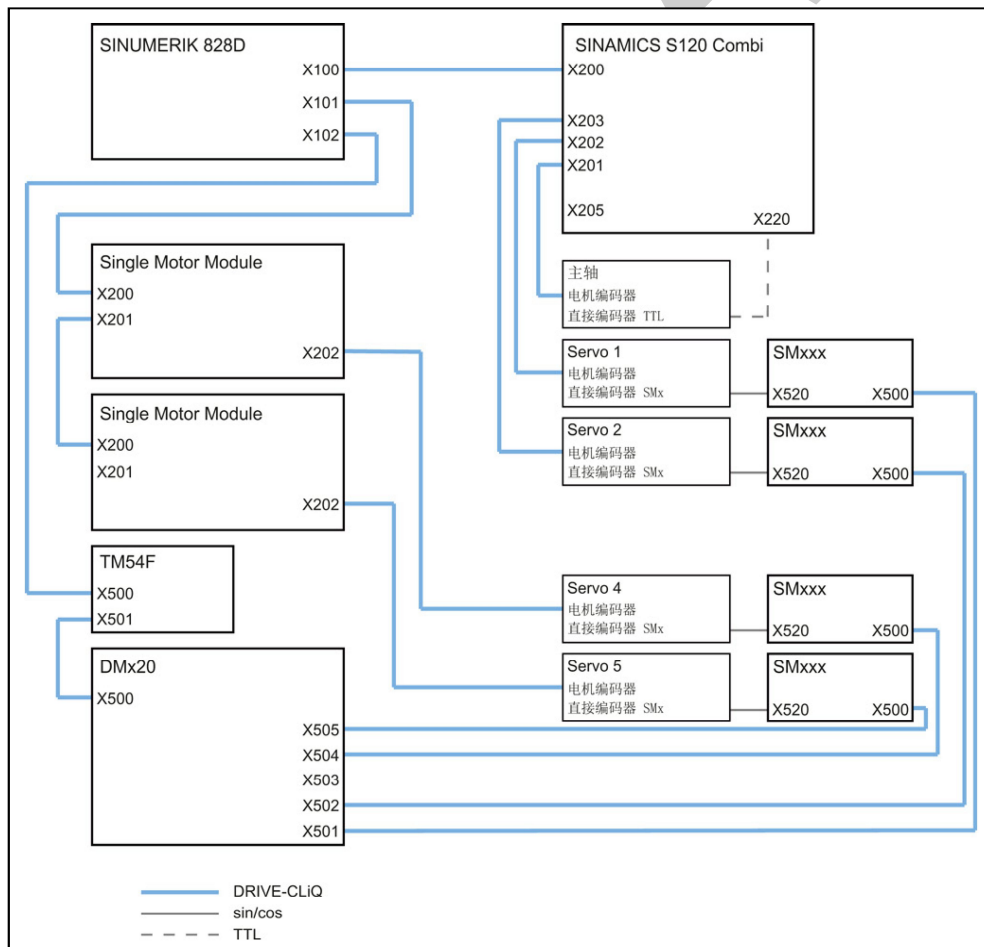 SINUMERIK 828D
X100
X101
X102
SINAMICS S120 Combi
X200
X203
X202
X201
X205
X220
Single Motor Module
X200
X201
X202
Single Motor Module
X200
X201
X202
TM54F
X500
X501
DMx20
X500
X505
X504
X503
X502
X501
主轴
电机编码器
直接编码器 TTL
Servo 1
电机编码器
直接编码器 SMx
SMxxx
X520 X500
Servo 2
电机编码器
直接编码器 SMx
SMxxx
X520 X500
Servo 4
电机编码器
直接编码器 SMx
SMxxx
X520 X500
Servo 5
电机编码器
直接编码器 SMx
SMxxx
X520 X500
DRIVE-CLiQ
sin/cos
TTL